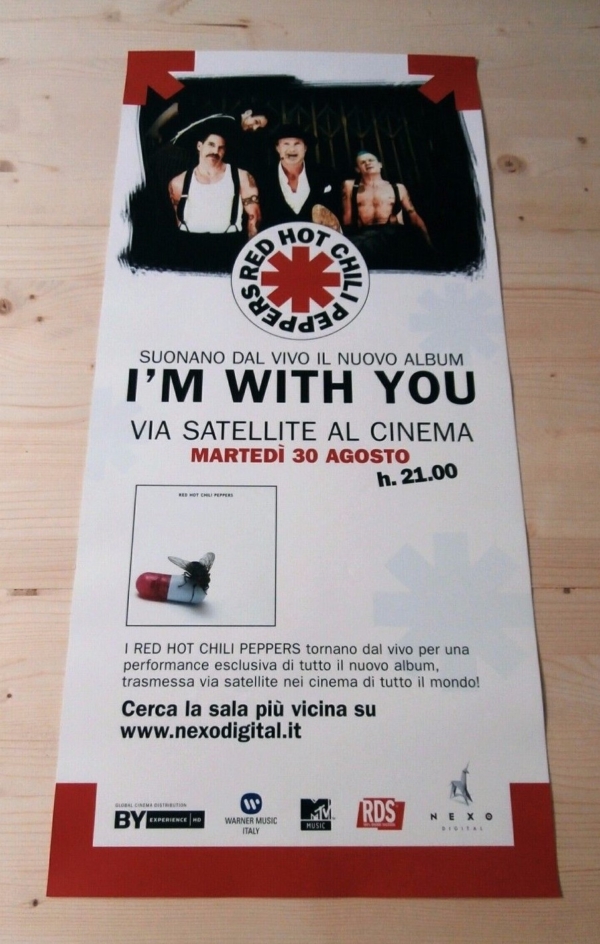 RED HOT CHILI PEPPERS
SUONANO DAL VIVO IL NUOVO ALBUM
I'M WITH YOU
VIA SATELLITE AL CINEMA
MARTEDÌ 30 AGOSTO
h. 21.00
RED HOT CHILI PEPPERS
I RED HOT CHILI PEPPERS tornano dal vivo per una
performance esclusiva di tutto il nuovo album,
trasmessa via satellite nei cinema di tutto il mondo!
Cerca la sala più vicina su
www.nexodigital.it
GLOBAL CINEMA DISTRIBUTION
BY EXPERIENCE HD
WARNER MUSIC
ITALY
MTV
MUSIC
RDS
NEXO
DIGITAL